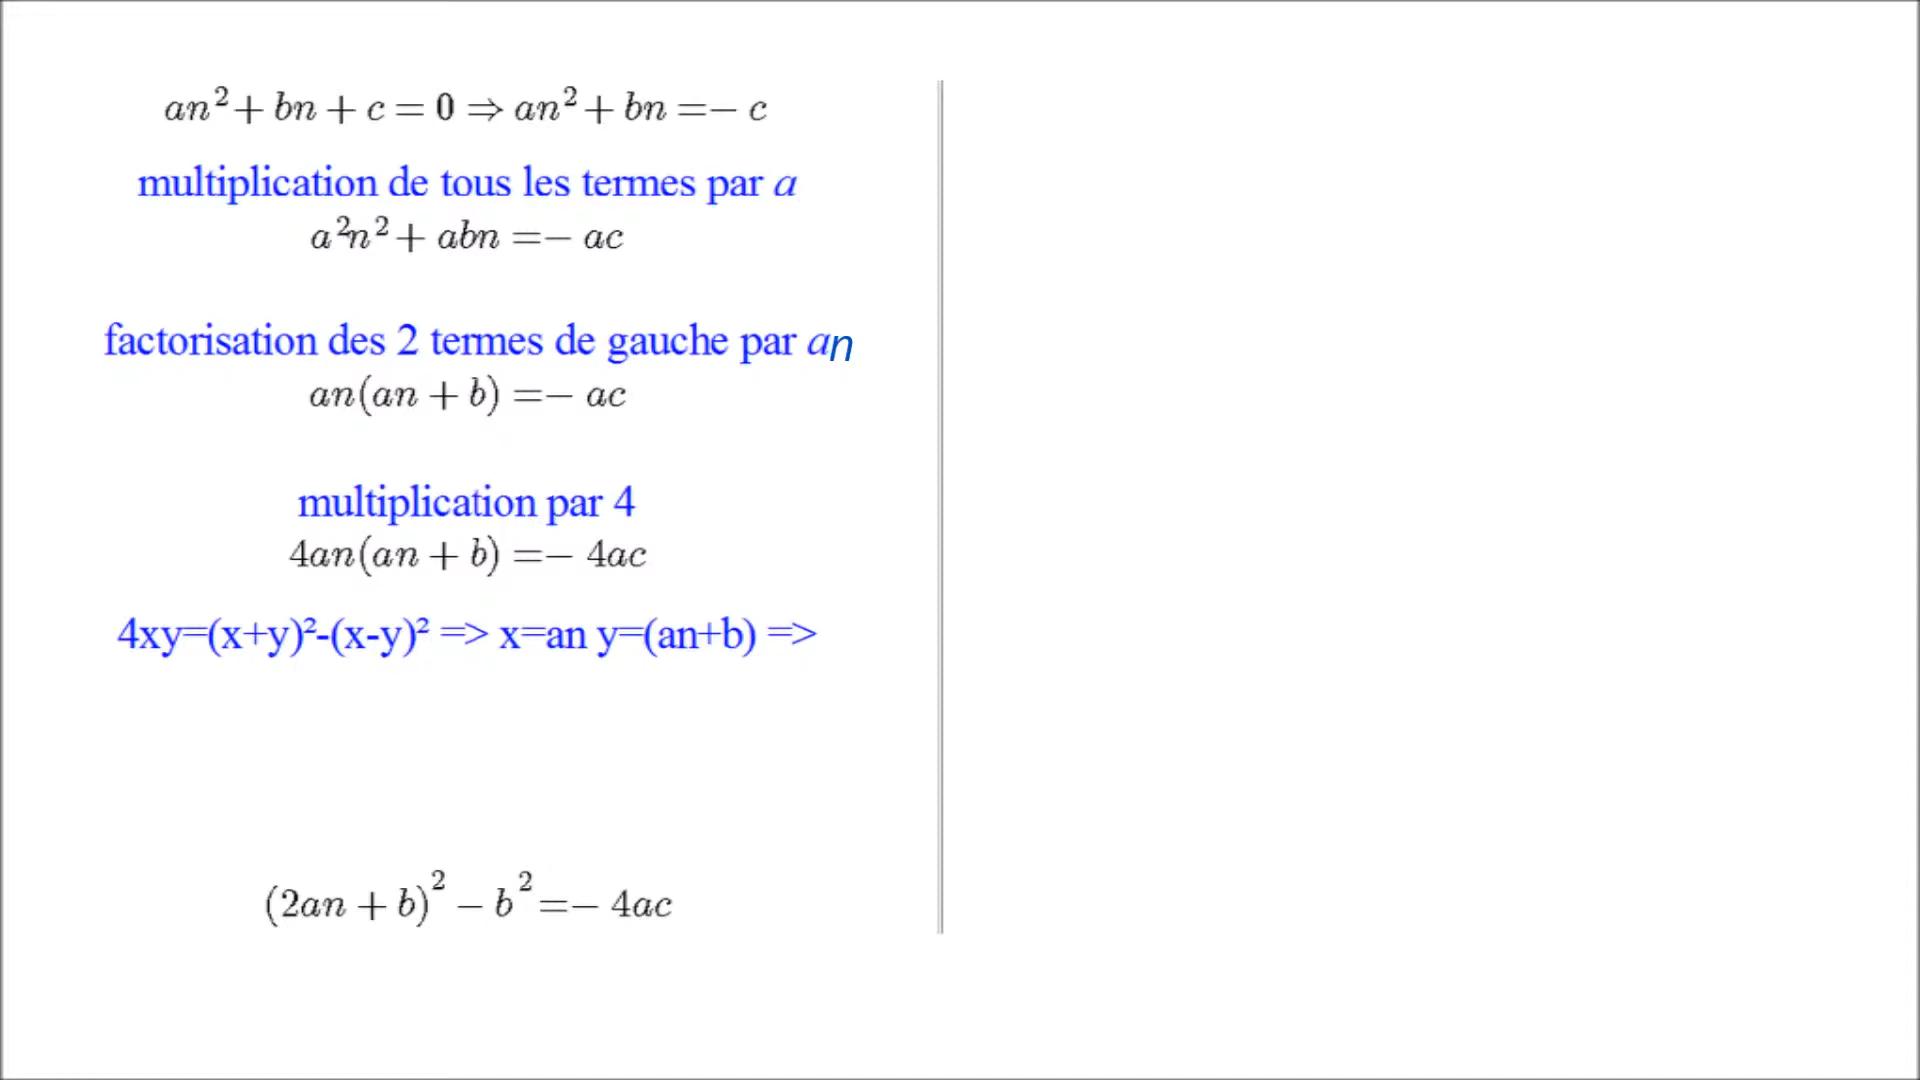 an²+ bn + c = 0 ⇒ an²+ bn =− c
multiplication de tous les termes par a
a²n²+ abn =− ac
factorisation des 2 termes de gauche par an
an(an + b) =− ac
multiplication par 4
4an(an + b) =− 4ac
4xy=(x+y)²-(x-y)² => x=an y=(an+b) =>
(2an + b)² − b² =− 4ac